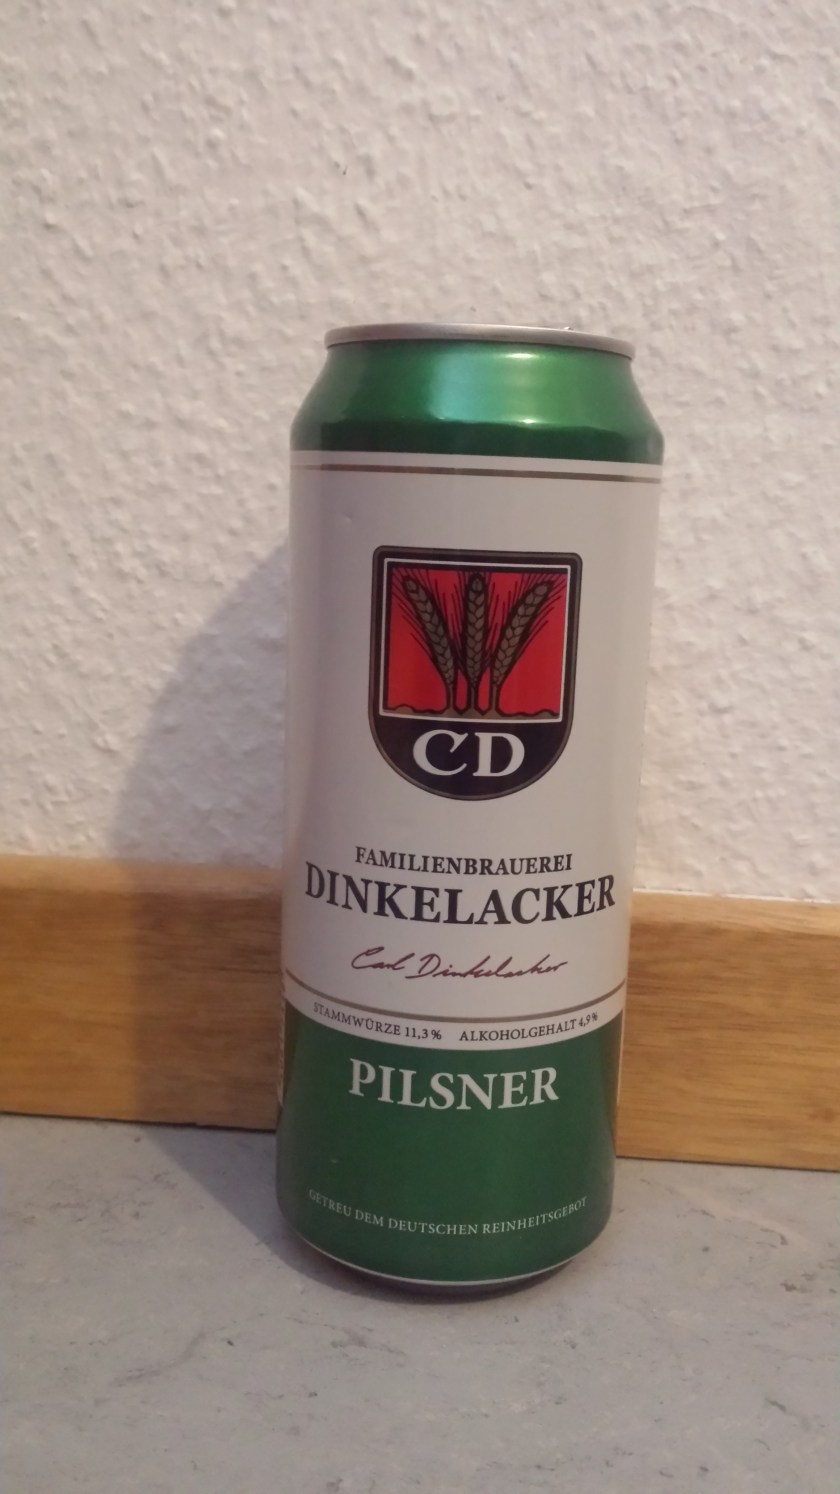 CD
FAMILIENBRAUEREI
DINKELACKER
Carl Dinkelacker
STAMMWÜRZE 11,3% ALKOHOLGEHALT 4,9%
PILSNER
GETREU DEM DEUTSCHEN REINHEITSGEBOT